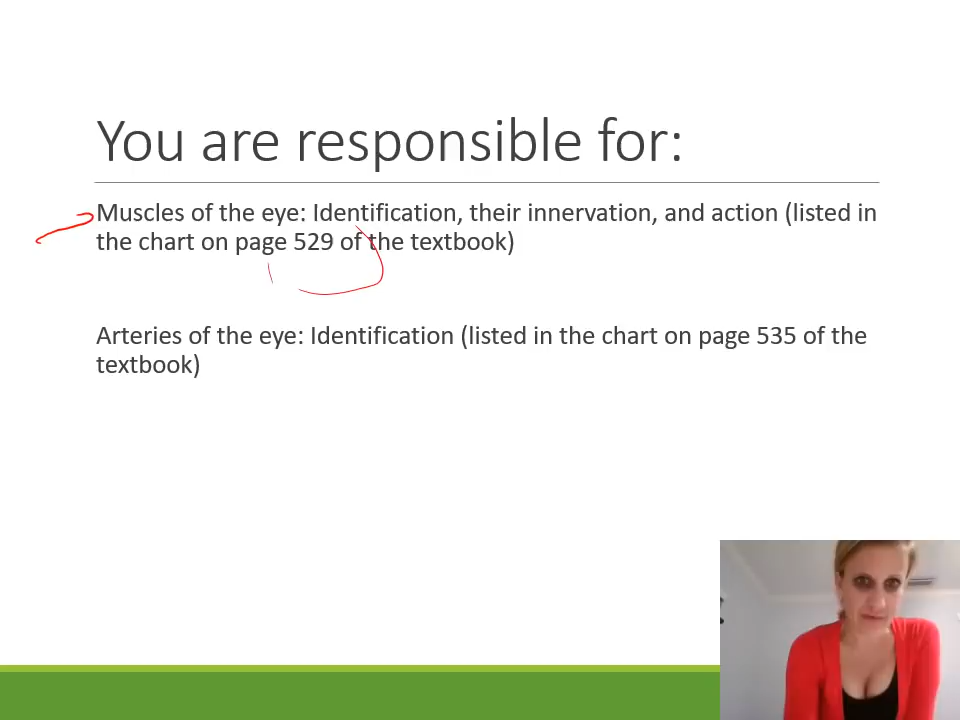 You are responsible for:
Muscles of the eye: Identification, their innervation, and action (listed in
the chart on page 529 of the textbook)
Arteries of the eye: Identification (listed in the chart on page 535 of the
textbook)